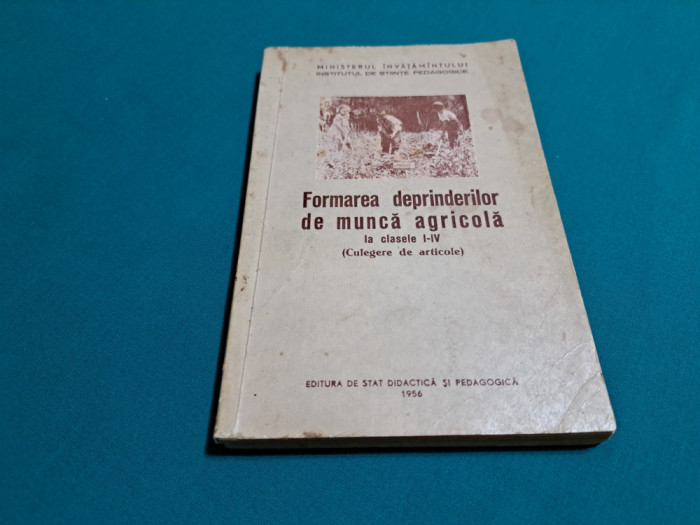 MINISTERUL ÎNVĂȚĂMÎNTULUI
INSTITUTUL DE ȘTIINȚE PEDAGOGICE
Formarea deprinderilor
de muncă agricolă
la clasele I-IV
(Culegere de articole)
EDITURA DE STAT DIDACTICĂ ȘI PEDAGOGICĂ
1956